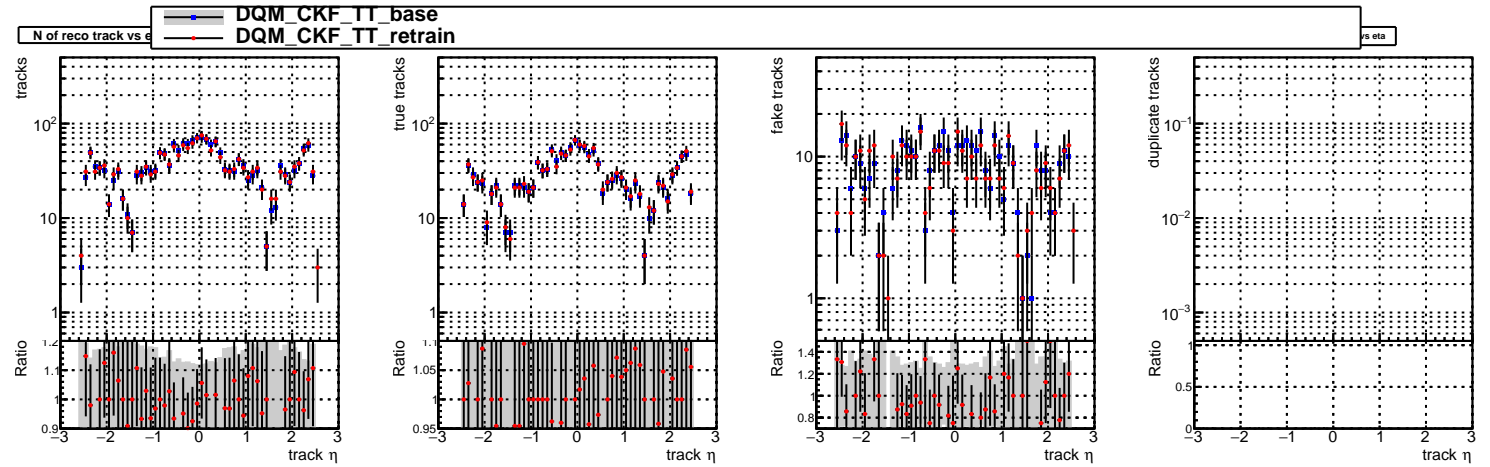 DQM_CKF_TT_base
DQM_CKF_TT_retrain
N of reco track vs e
vs eta
tracks
10²
10
1
Ratio
1.2
1.1
1
0.9
−3 −2 −1 0 1 2 3
track η
true tracks
10²
10
1
Ratio
1.1
1.05
1
0.95
−3 −2 −1 0 1 2 3
track η
fake tracks
10
1
Ratio
1.4
1.2
1
0.8
−3 −2 −1 0 1 2 3
track η
duplicate tracks
10⁻¹
10⁻²
10⁻³
Ratio
1
0.5
0
−3 −2 −1 0 1 2 3
track η